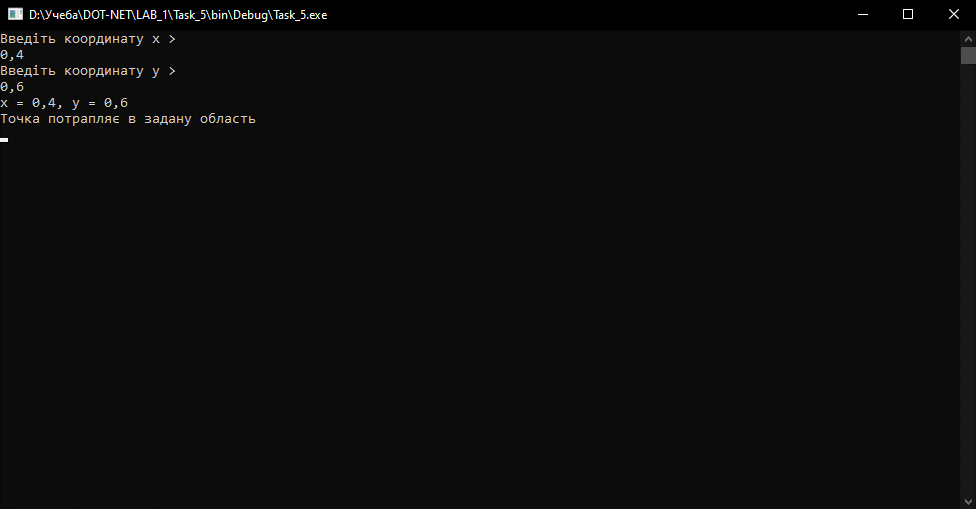 D:\Учеба\DOT-NET\LAB_1\Task_5\bin\Debug\Task_5.exe
Введіть координату x >
0,4
Введіть координату y >
0,6
x = 0,4, y = 0,6
Точка потрапляє в задану область